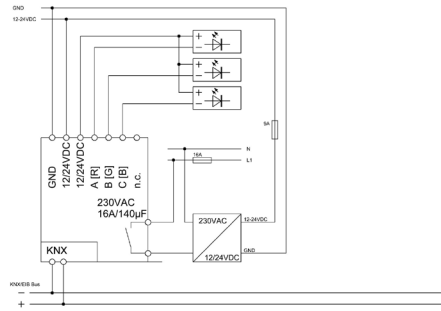 GND
12-24VDC
+
−
+
−
+
−
9A
N
16A
L1
GND
12/24VDC
12/24VDC
A [R]
B [G]
C [B]
n.c.
230VAC
16A/140µF
230VAC
12-24VDC
GND
12/24VDC
KNX
KNX/EIB Bus
−
+